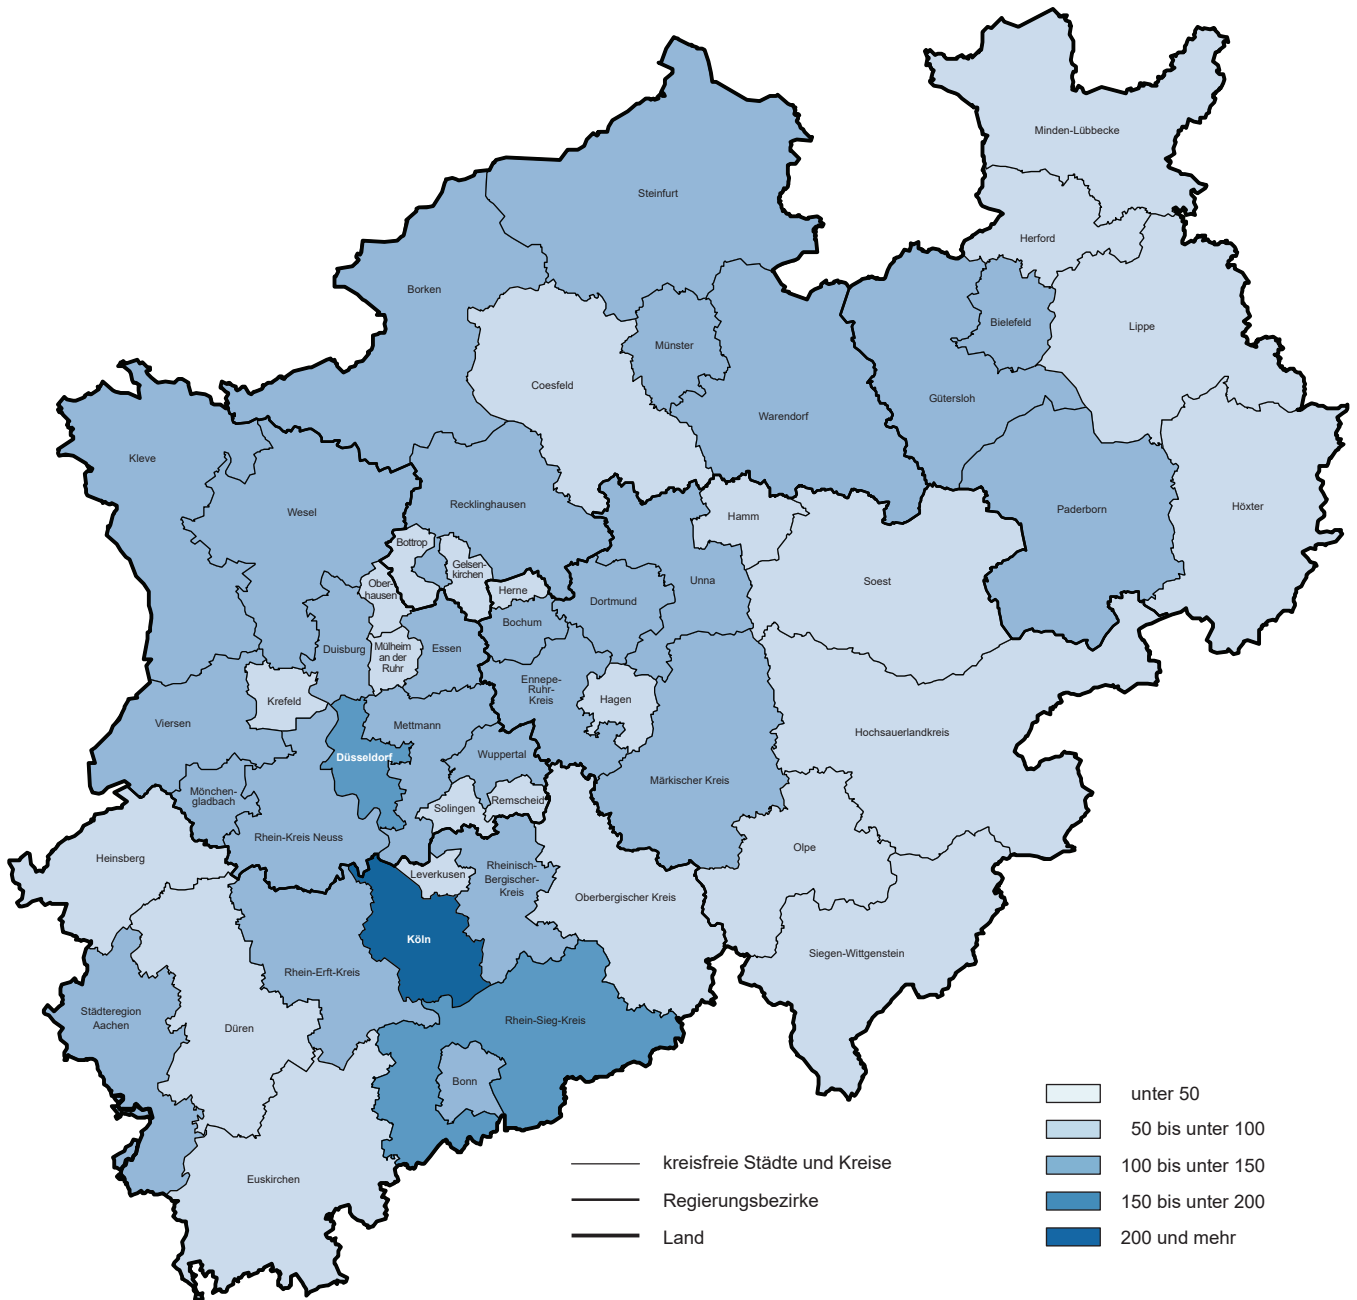 Minden-Lübbecke
Steinfurt
Herford
Borken
Bielefeld
Lippe
Münster
Coesfeld
Gütersloh
Warendorf
Kleve
Recklinghausen
Wesel
Hamm
Paderborn
Höxter
Bottrop
Gelsen-
kirchen
Ober-
hausen
Herne
Unna
Soest
Dortmund
Bochum
Duisburg
Mülheim
an der
Ruhr
Essen
Ennepe-
Ruhr-
Kreis
Hagen
Krefeld
Viersen
Mettmann
Hochsauerlandkreis
Düsseldorf
Wuppertal
Märkischer Kreis
Mönchen-
gladbach
Solingen
Remscheid
Rhein-Kreis Neuss
Olpe
Heinsberg
Leverkusen
Rheinisch-
Bergischer-
Kreis
Oberbergischer Kreis
Köln
Siegen-Wittgenstein
Rhein-Erft-Kreis
Städteregion
Aachen
Düren
Rhein-Sieg-Kreis
Bonn
Euskirchen
kreisfreie Städte und Kreise
Regierungsbezirke
Land
unter 50
50 bis unter 100
100 bis unter 150
150 bis unter 200
200 und mehr